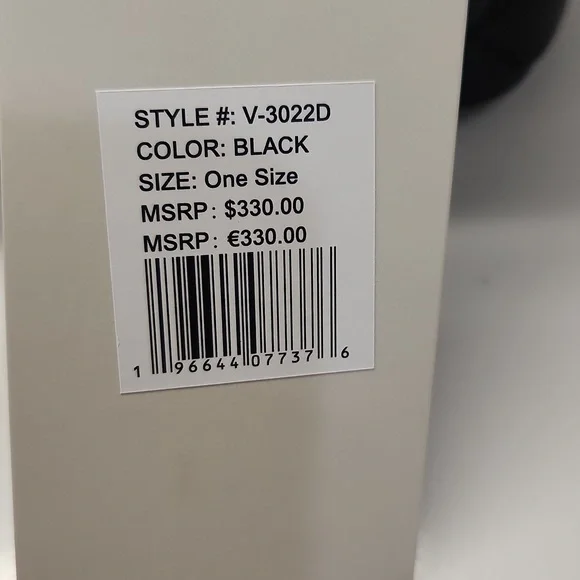 STYLE #: V-3022D
COLOR: BLACK
SIZE: One Size
MSRP: $330.00
MSRP: €330.00
1 96644 07737 6